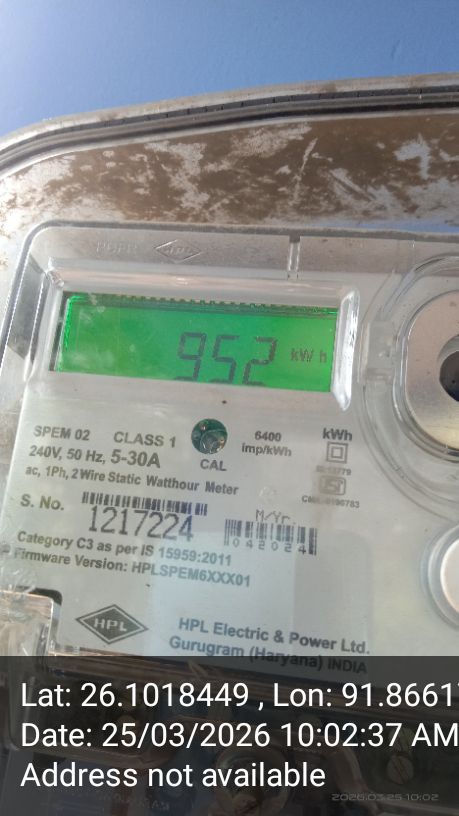 HPL
952 kWh
SPEM 02 CLASS 1 6400 imp/kWh kWh
240V, 50 Hz, 5-30A CAL
ac, 1Ph, 2 Wire Static Watthour Meter
S. No. 1217224 M/Yr.
042024
Category C3 as per IS 15959:2011
Firmware Version: HPLSPEM6XXX01
HPL
HPL Electric & Power Ltd.
Gurugram (Haryana) INDIA
Lat: 26.1018449 , Lon: 91.8661
Date: 25/03/2026 10:02:37 AM
Address not available
2026:03:25 10:02